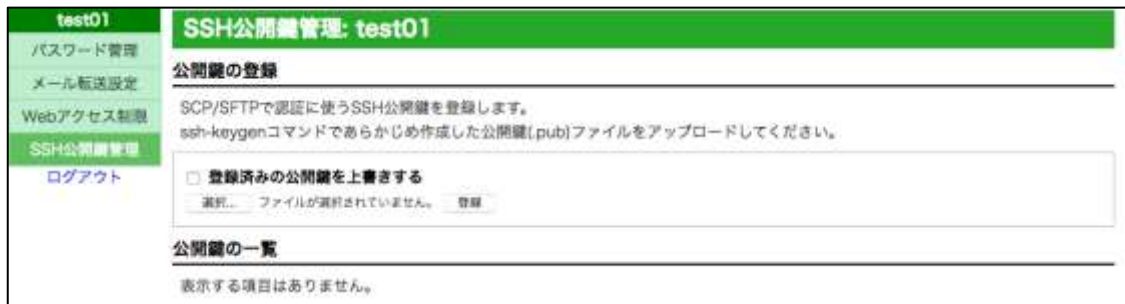 test01
パスワード管理
メール転送設定
Webアクセス制限
SSH公開鍵管理
ログアウト
SSH公開鍵管理: test01
公開鍵の登録
SCP/SFTPで認証に使うSSH公開鍵を登録します。
ssh-keygenコマンドであらかじめ作成した公開鍵(.pub)ファイルをアップロードしてください。
登録済みの公開鍵を上書きする
選択... ファイルが選択されていません。 登録
公開鍵の一覧
表示する項目はありません。